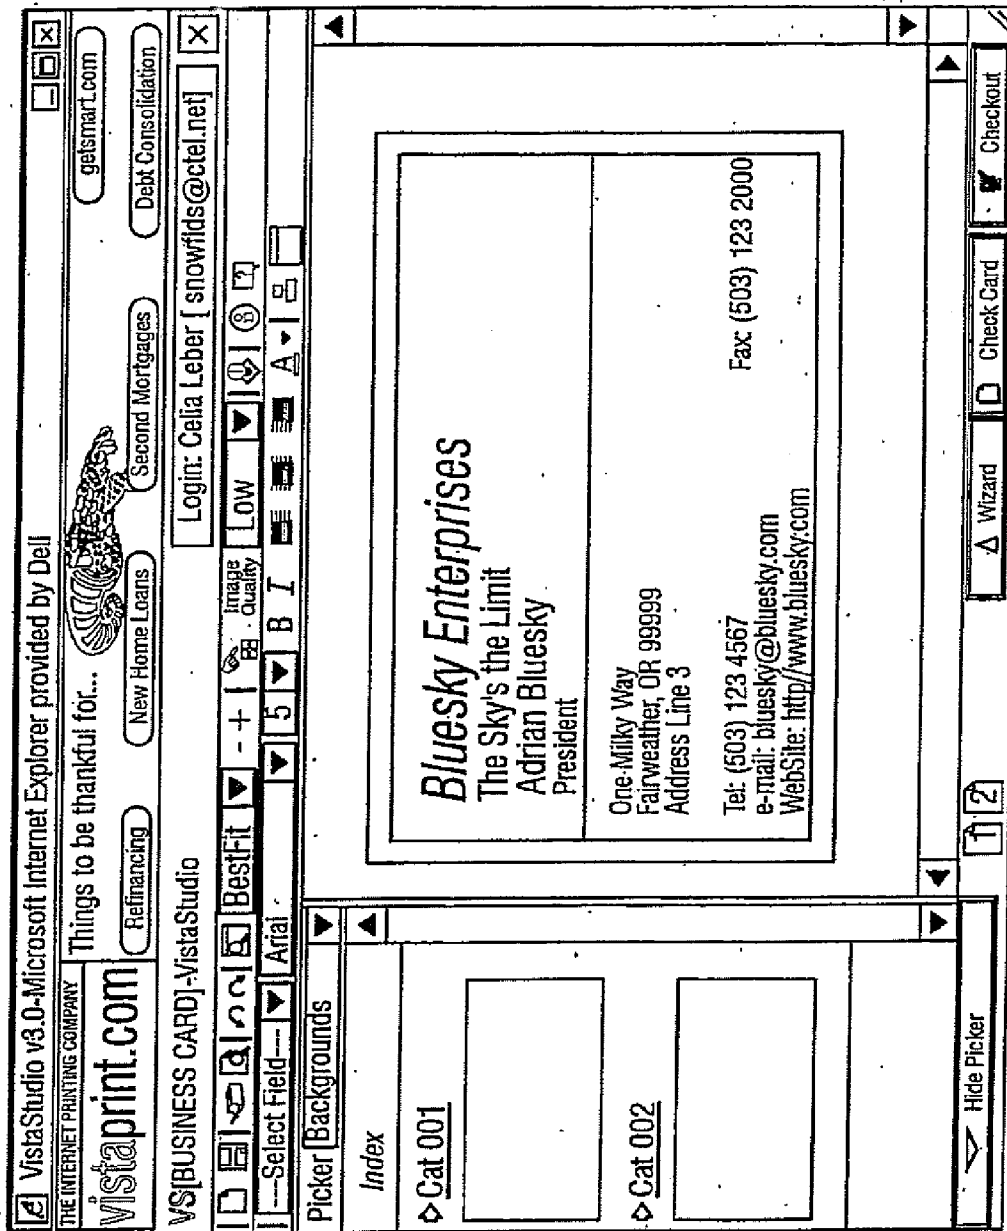 VistaStudio v3.0-Microsoft Internet Explorer provided by Dell
THE INTERNET PRINTING COMPANY
vistaprint.com
Things to be thankful for...
getsmart.com
Refinancing
New Home Loans
Second Mortgages
Debt Consolidation
VS[BUSINESS CARD]-VistaStudio
Login: Celia Leber [ snowfids@ctel.net]
BestFit - + Image Quality Low
----Select Field---- Arial 5 B I A
Picker Backgrounds
Index
Cat 001
Cat 002
Bluesky Enterprises
The Sky's the Limit
Adrian Bluesky
President
One Milky Way
Fairweather, OR 99999
Address Line 3
Tel: (503) 123 4567 Fax: (503) 123 2000
e-mail: bluesky@bluesky.com
WebSite: http//www.bluesky.com
Hide Picker 1 2 Wizard Check Card Checkout